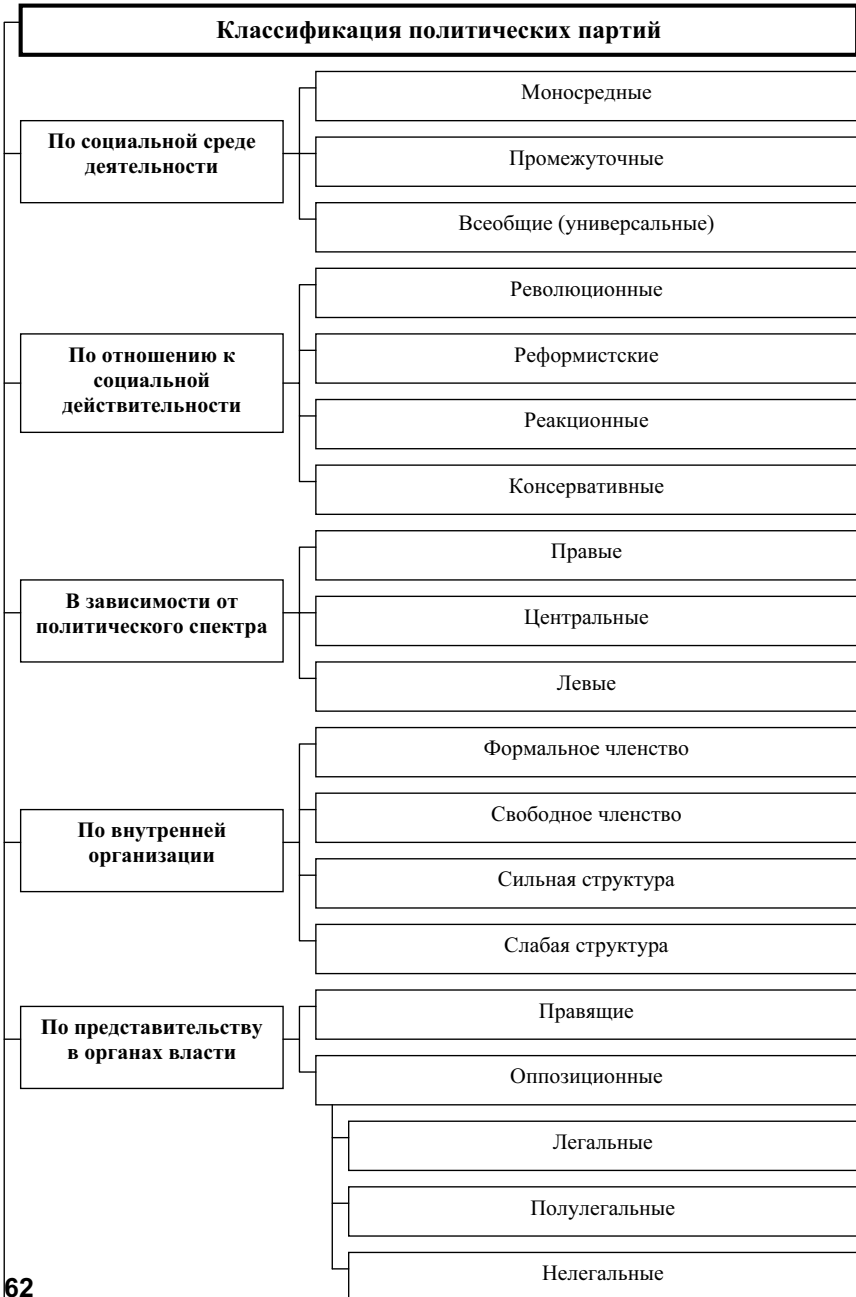 Классификация политических партий
По социальной среде
деятельности
Моносредные
Промежуточные
Всеобщие (универсальные)
По отношению к
социальной
действительности
Революционные
Реформистские
Реакционные
Консервативные
В зависимости от
политического спектра
Правые
Центральные
Левые
По внутренней
организации
Формальное членство
Свободное членство
Сильная структура
Слабая структура
По представительству
в органах власти
Правящие
Оппозиционные
Легальные
Полулегальные
Нелегальные
62